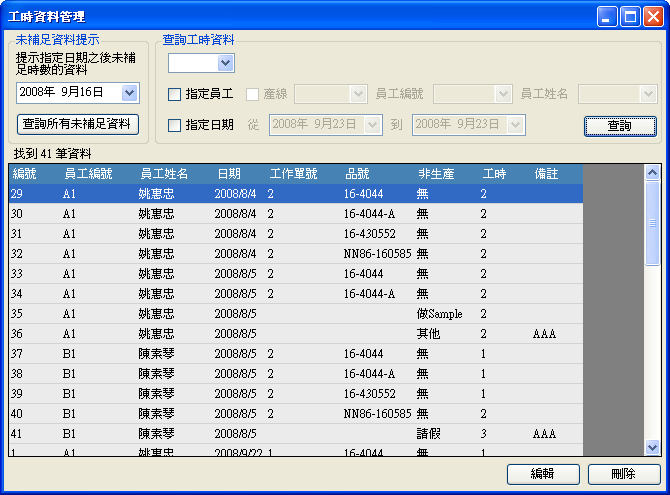 工時資料管理
未補足資料提示
提示指定日期之後未補
足時數的資料
2008年 9月16日
查詢所有未補足資料
查詢工時資料
指定員工 產線 員工編號 員工姓名
指定日期 從 2008年 9月23日 到 2008年 9月23日 查詢
找到 41 筆資料
編號 員工編號 員工姓名 日期 工作單號 品號 非生產 工時 備註
29 A1 姚惠忠 2008/8/4 2 16-4044 無 2
30 A1 姚惠忠 2008/8/4 2 16-4044-A 無 2
31 A1 姚惠忠 2008/8/4 2 16-430552 無 2
32 A1 姚惠忠 2008/8/4 2 NN86-160585 無 2
33 A1 姚惠忠 2008/8/5 2 16-4044 無 2
34 A1 姚惠忠 2008/8/5 2 16-4044-A 無 2
35 A1 姚惠忠 2008/8/5 做Sample 2
36 A1 姚惠忠 2008/8/5 其他 2 AAA
37 B1 陳素琴 2008/8/5 2 16-4044 無 1
38 B1 陳素琴 2008/8/5 2 16-4044-A 無 1
39 B1 陳素琴 2008/8/5 2 16-430552 無 1
40 B1 陳素琴 2008/8/5 2 NN86-160585 無 2
41 B1 陳素琴 2008/8/5 請假 3 AAA
1 A1 姚惠忠 2008/9/22 1 16-4044 無 1
編輯 刪除